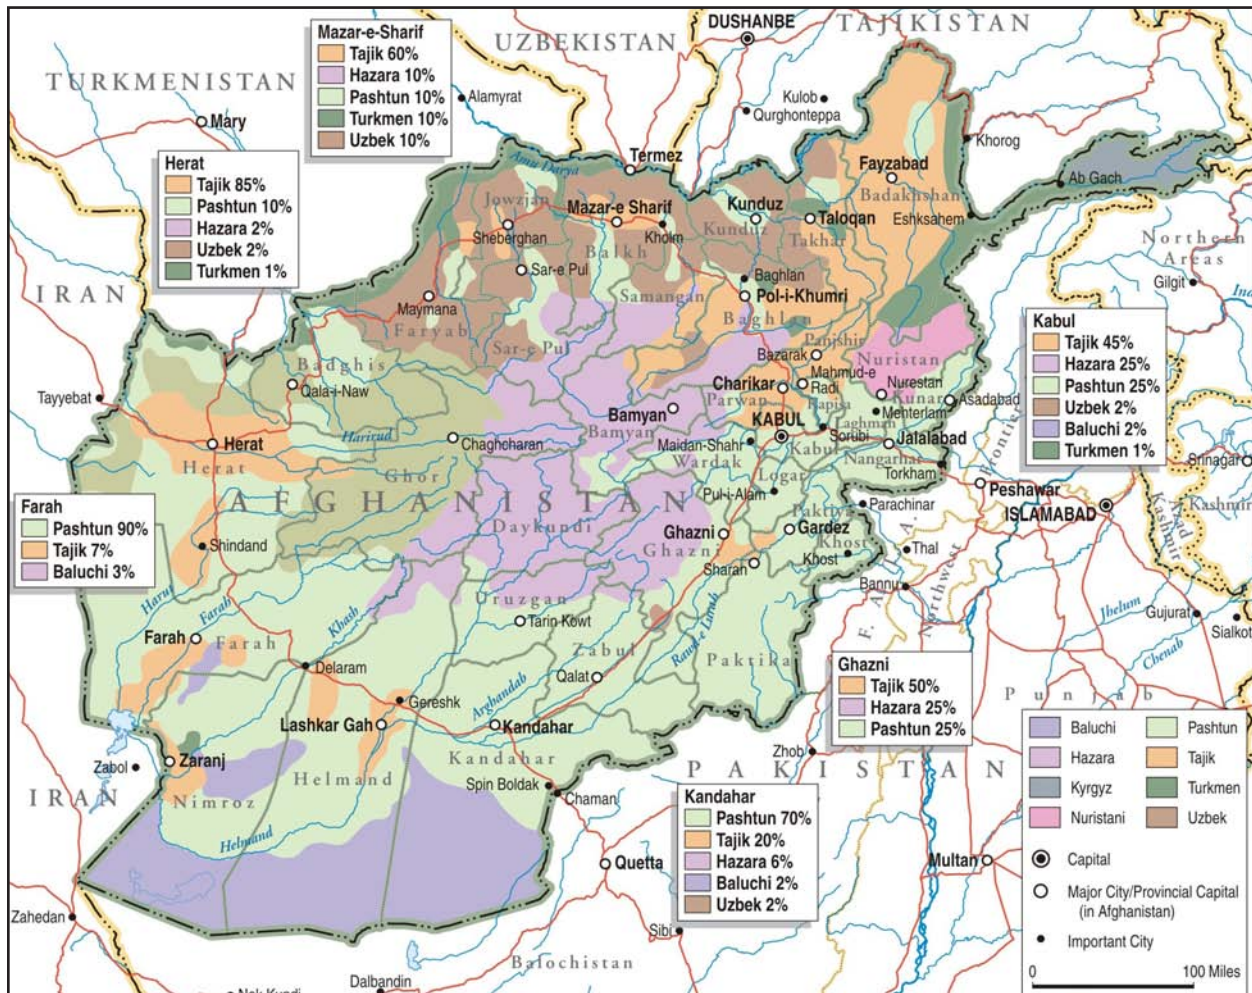 DUSHANBE
TAJIKISTAN
UZBEKISTAN
TURKMENISTAN
Mazar-e-Sharif
Tajik 60%
Hazara 10%
Pashtun 10%
Turkmen 10%
Uzbek 10%
Alamyrat
Kulob
Qurghonteppa
Mary
Khorog
Termez
Amu Darya
Fayzabad
Badakhshan
Ab Gach
Eshksahem
Herat
Tajik 85%
Pashtun 10%
Hazara 2%
Uzbek 2%
Turkmen 1%
Jowzjan
Mazar-e Sharif
Kunduz
Kunduz
Taloqan
Takhar
Sheberghan
Balkh
Kholm
Northern
Areas
Gilgit
IRAN
Sar-e Pul
Baghlan
Maymana
Samangan
Pol-i-Khumri
Baghlan
Faryab
Sar-e Pul
Panjshir
Bazarak
Nuristan
Kabul
Tajik 45%
Hazara 25%
Pashtun 25%
Uzbek 2%
Baluchi 2%
Turkmen 1%
Badghis
Qala-i-Naw
Tayyebat
Charikar
Mahmud-e
Radi
Nurestan
Kunar
Asadabad
Parwan
Kapisa
Mehterlam
Laghman
Bamyan
Bamyan
KABUL
Sorubi
Jalalabad
Herat
Harirud
Chaghcharan
Maidan-Shahr
Kabul
Nangarhar
Torkham
Wardak
Herat
Ghor
Logar
Pul-i-Alam
Frontier
Peshawar
ISLAMABAD
Srinagar
Kashmir
Azad
Kashmir
AFGHANISTAN
Daykundi
Ghazni
Ghazni
Gardez
Paktiya
Khost
Khost
Parachinar
Farah
Pashtun 90%
Tajik 7%
Baluchi 3%
Shindand
Sharan
Thal
Bannu
F. A. T. A.
Northwest
Harut
Farah
Khash
Uruzgan
Tarin Kowt
Jhelum
Gujurat
Sialkot
Chenab
Farah
Farah
Delaram
Zabul
Qalat
Paktika
Punjab
Ghazni
Tajik 50%
Hazara 25%
Pashtun 25%
Gereshk
Arghandab
Lashkar Gah
Kandahar
Kandahar
Zaranj
Zabol
IRAN
Nimroz
Helmand
Helmand
Spin Boldak
Chaman
Zhob
PAKISTAN
Kandahar
Pashtun 70%
Tajik 20%
Hazara 6%
Baluchi 2%
Uzbek 2%
Quetta
Multan
Zahedan
Sibi
Balochistan
Dalbandin
Baluchi
Pashtun
Hazara
Tajik
Kyrgyz
Turkmen
Nuristani
Uzbek
Capital
Major City/Provincial Capital
(in Afghanistan)
Important City
0
100 Miles